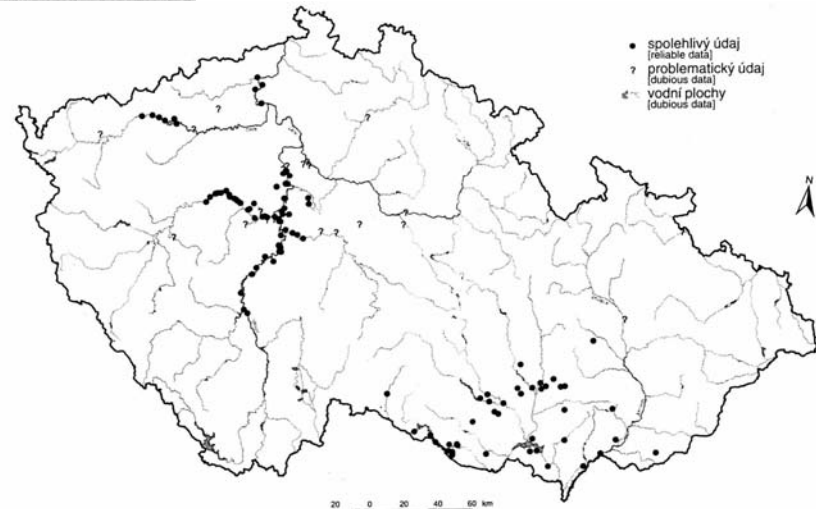 ● spolehlivý údaj
[reliable data]
? problematický údaj
[dubious data]
vodní plochy
[dubious data]
N
20 0 20 40 60 km